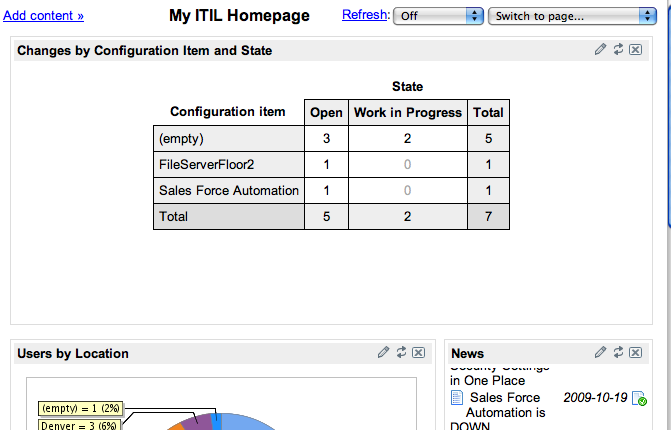 Add content » My ITIL Homepage Refresh: Off Switch to page...
Changes by Configuration Item and State
State
Configuration item Open Work in Progress Total
(empty) 3 2 5
FileServerFloor2 1 0 1
Sales Force Automation 1 0 1
Total 5 2 7
Users by Location News
Security Settings
in One Place
Sales Force 2009-10-19
Automation is
DOWN
(empty) = 1 (2%)
Denver = 3 (6%)